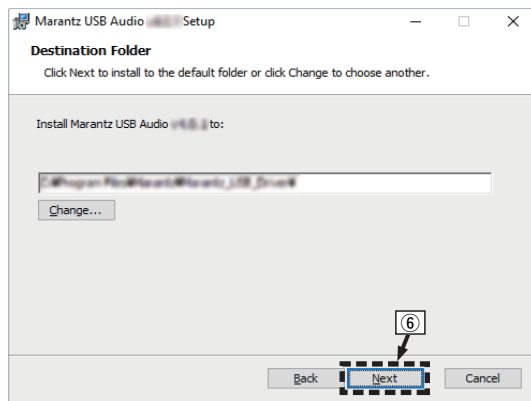 Marantz USB Audio Setup
Destination Folder
Click Next to install to the default folder or click Change to choose another.
Install Marantz USB Audio to:
Change...
⑥
Back Next Cancel